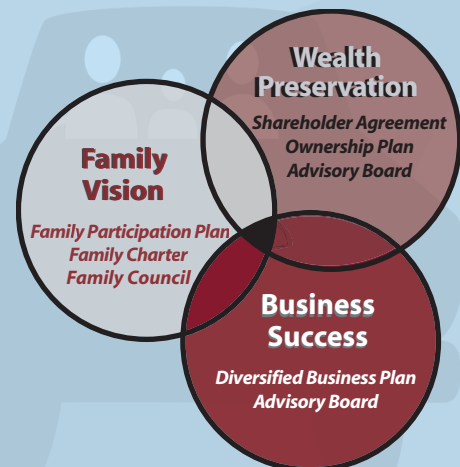 Wealth
Preservation
Shareholder Agreement
Ownership Plan
Advisory Board
Family
Vision
Family Participation Plan
Family Charter
Family Council
Business
Success
Diversified Business Plan
Advisory Board